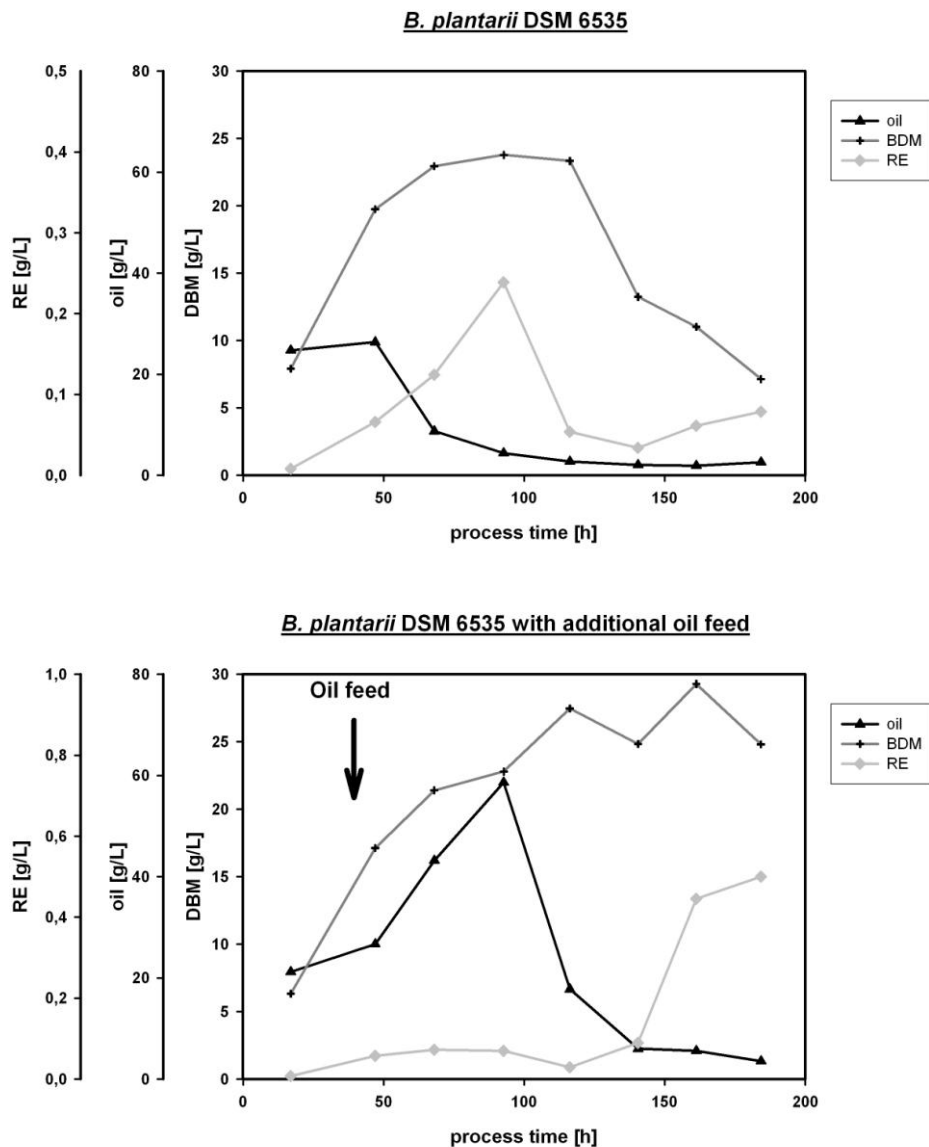 B. plantarii DSM 6535
RE [g/L]
0,5
0,4
0,3
0,2
0,1
0,0
oil [g/L]
80
60
40
20
0
DBM [g/L]
30
25
20
15
10
5
0
0 50 100 150 200
process time [h]
oil
BDM
RE
B. plantarii DSM 6535 with additional oil feed
RE [g/L]
1,0
0,8
0,6
0,4
0,2
0,0
oil [g/L]
80
60
40
20
0
DBM [g/L]
30
25
20
15
10
5
0
Oil feed
0 50 100 150 200
process time [h]
oil
BDM
RE